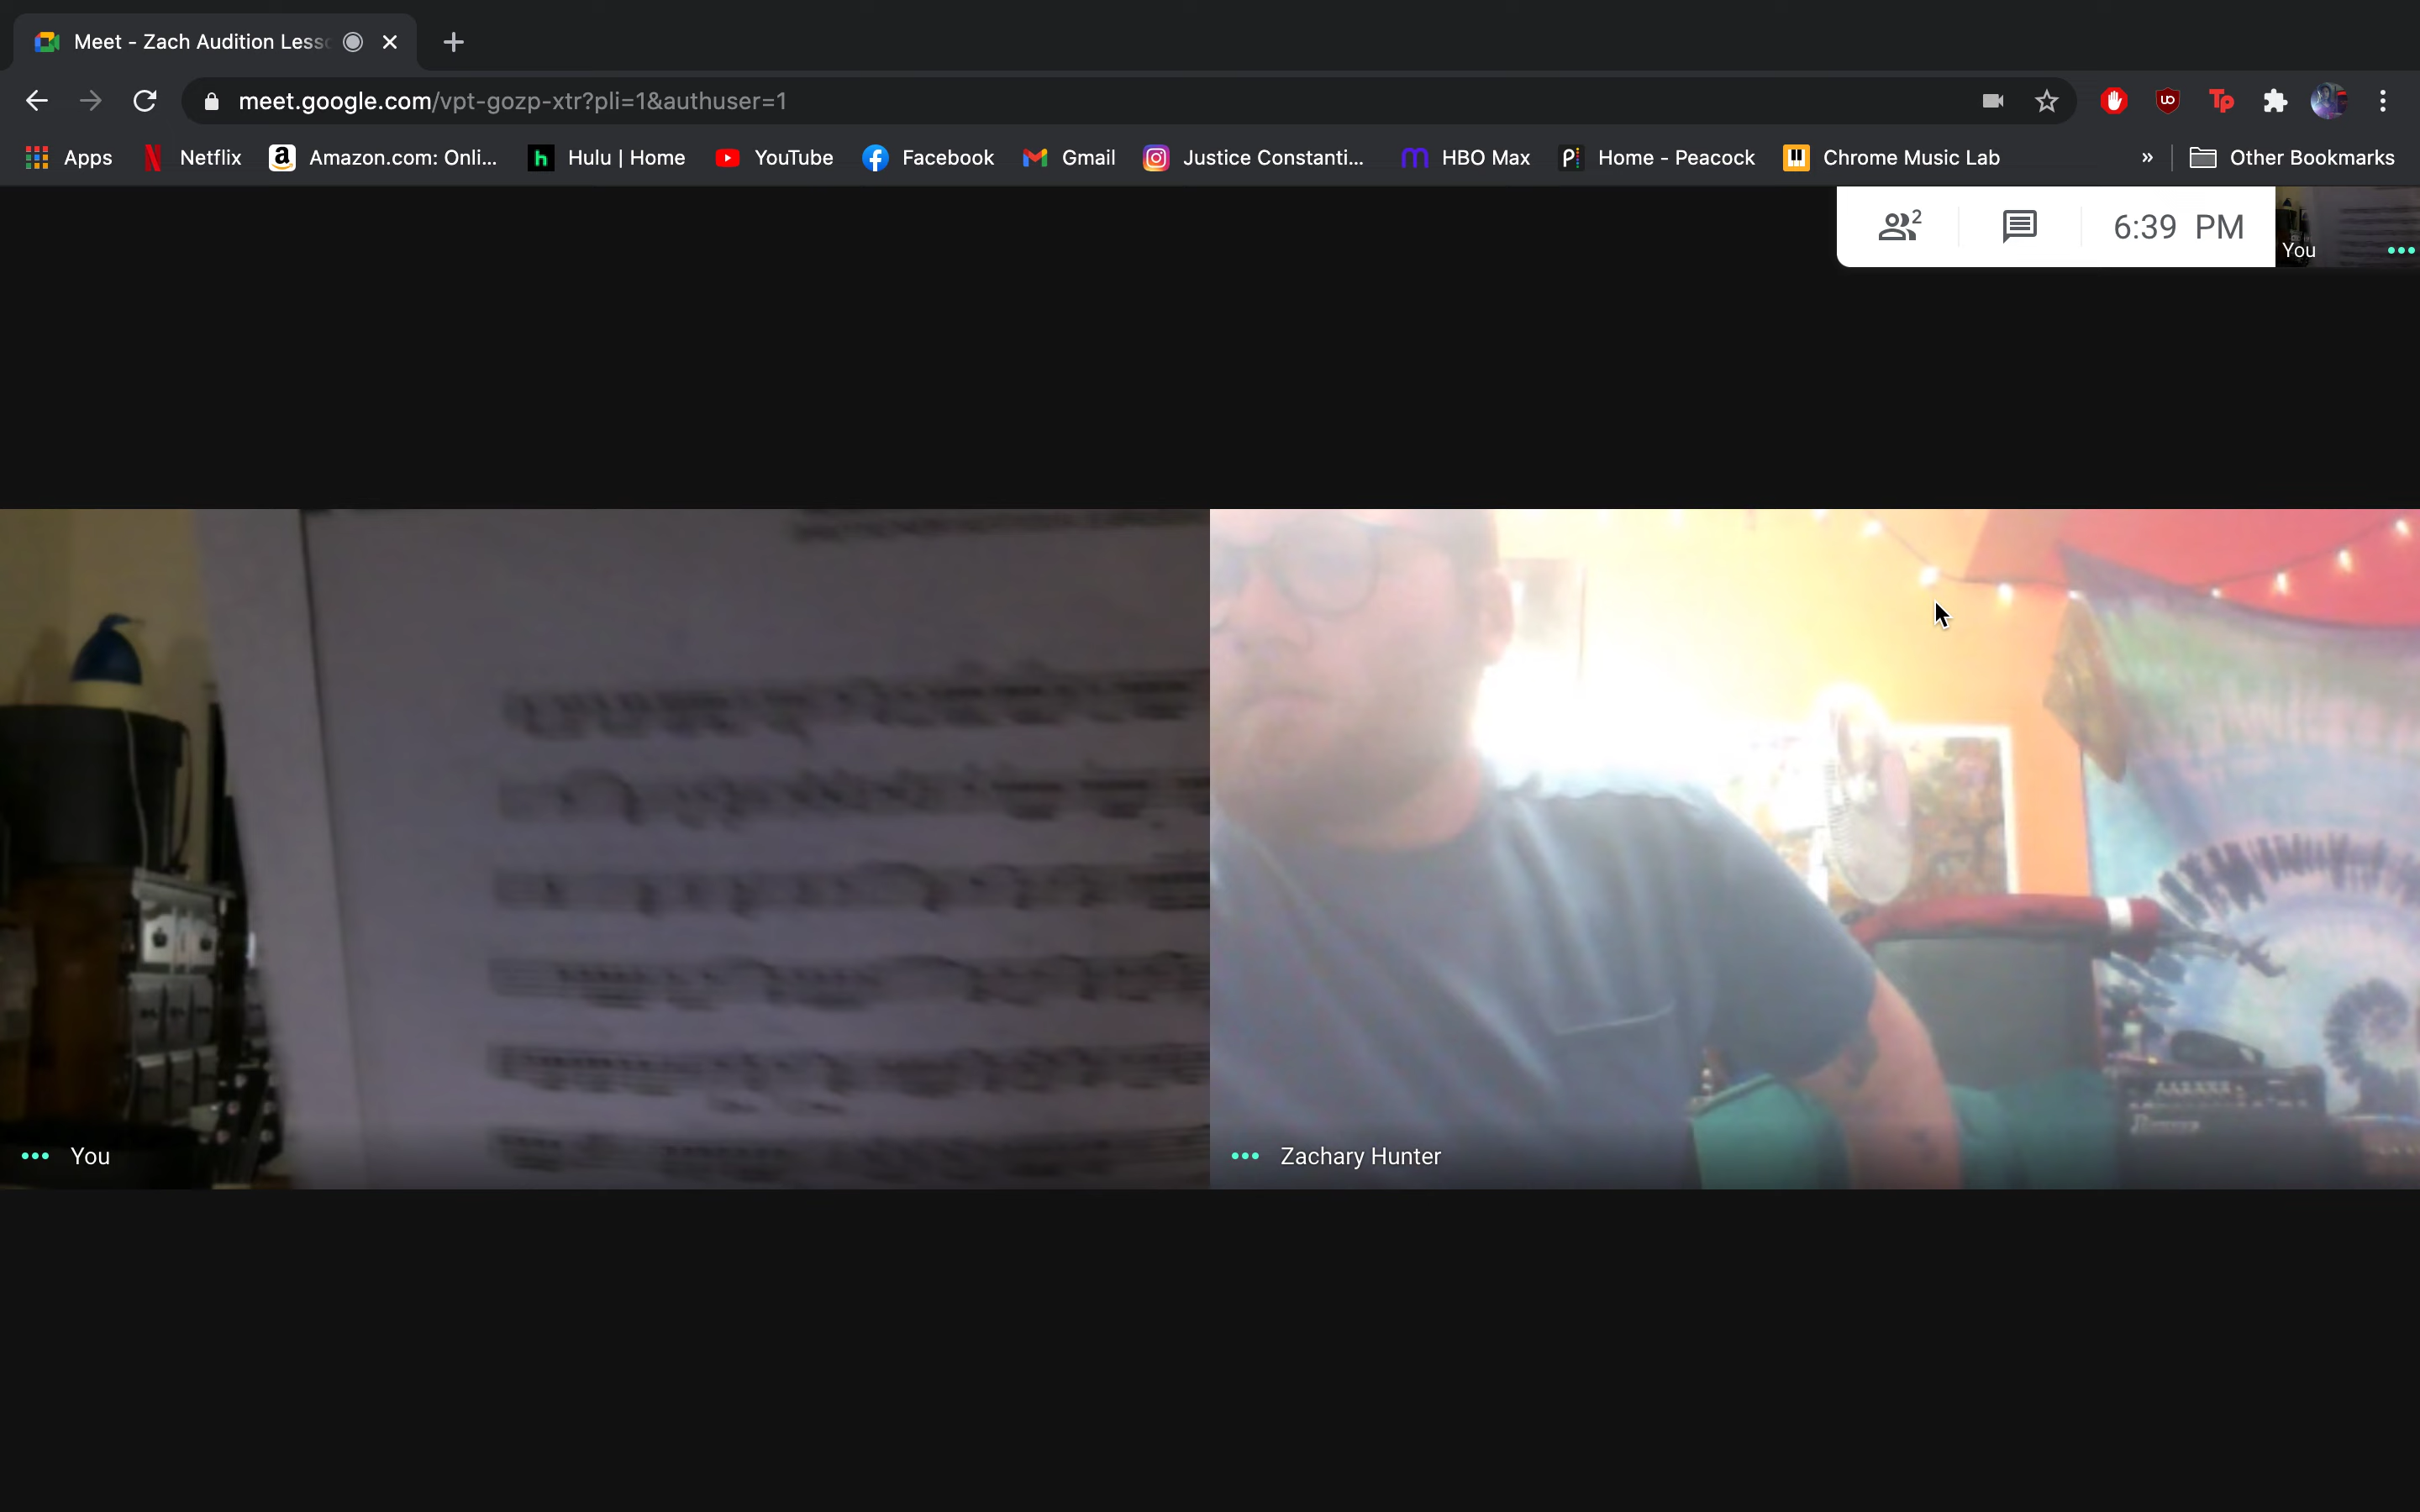 Meet - Zach Audition Less
meet.google.com/vpt-gozp-xtr?pli=1&authuser=1
Apps Netflix Amazon.com: Onli... Hulu | Home YouTube Facebook Gmail Justice Constanti... HBO Max Home - Peacock Chrome Music Lab » Other Bookmarks
2 6:39 PM You
You
Zachary Hunter